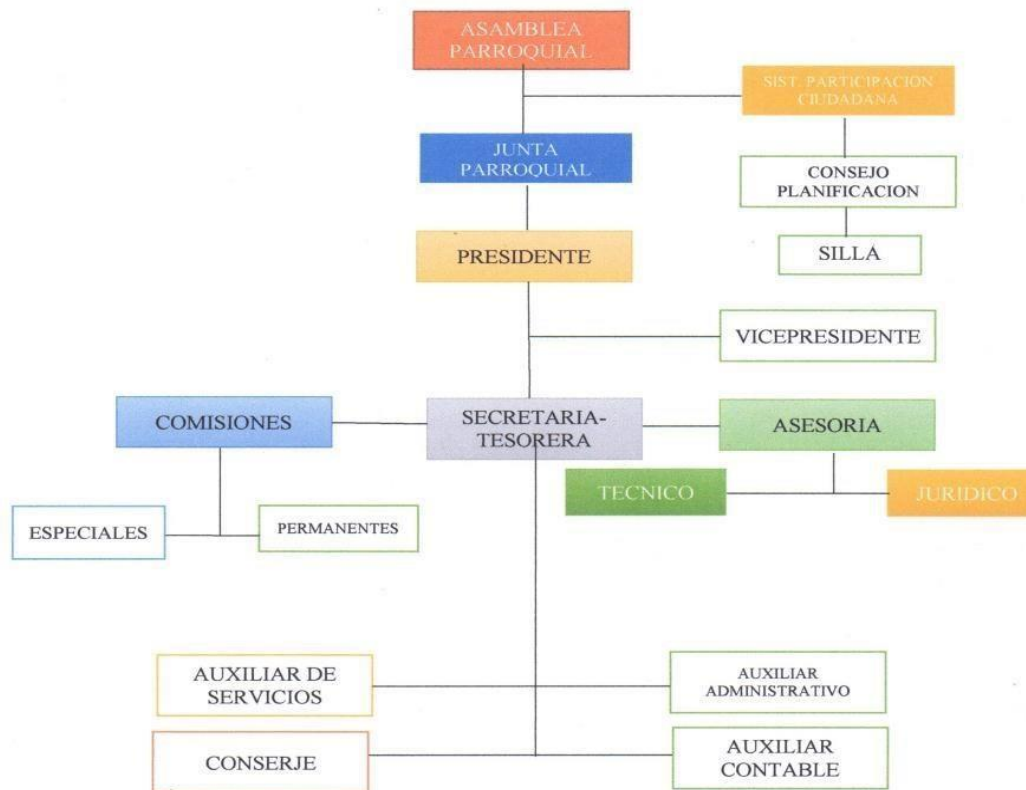 ASAMBLEA
PARROQUIAL
SIST. PARTICIPACION
CIUDADANA
JUNTA
PARROQUIAL
CONSEJO
PLANIFICACION
SILLA
PRESIDENTE
VICEPRESIDENTE
COMISIONES
SECRETARIA-
TESORERA
ASESORIA
TECNICO
JURIDICO
ESPECIALES
PERMANENTES
AUXILIAR DE
SERVICIOS
AUXILIAR
ADMINISTRATIVO
CONSERJE
AUXILIAR
CONTABLE